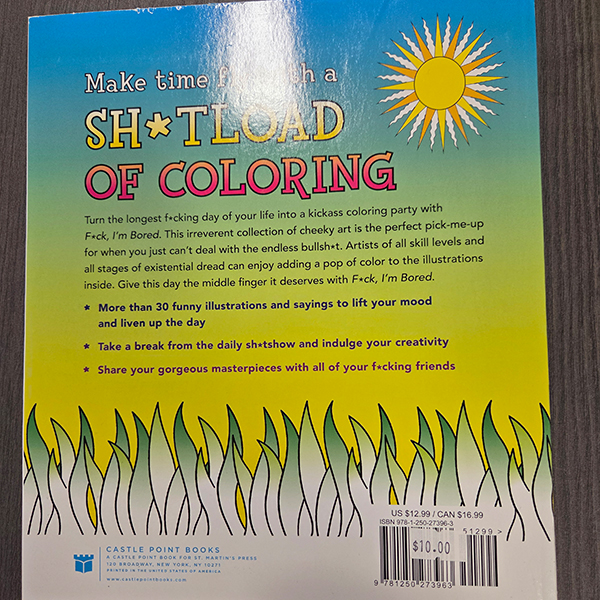 Make time with a
SH*TLOAD
OF COLORING
Turn the longest f*cking day of your life into a kickass coloring party with
F*ck, I'm Bored. This irreverent collection of cheeky art is the perfect pick-me-up
for when you just can't deal with the endless bullsh*t. Artists of all skill levels and
all stages of existential dread can enjoy adding a pop of color to the illustrations
inside. Give this day the middle finger it deserves with F*ck, I'm Bored.
* More than 30 funny illustrations and sayings to lift your mood
and liven up the day
* Take a break from the daily sh*tshow and indulge your creativity
* Share your gorgeous masterpieces with all of your f*cking friends
US $12.99 / CAN $16.99
ISBN 978-1-250-27396-3
51299 >
$10.00
9 781250 273963
CASTLE POINT BOOKS
A CASTLE POINT BOOK FOR ST. MARTIN'S PRESS
120 BROADWAY, NEW YORK, NY 10271
PRINTED IN THE UNITED STATES OF AMERICA
www.castlepointbooks.com